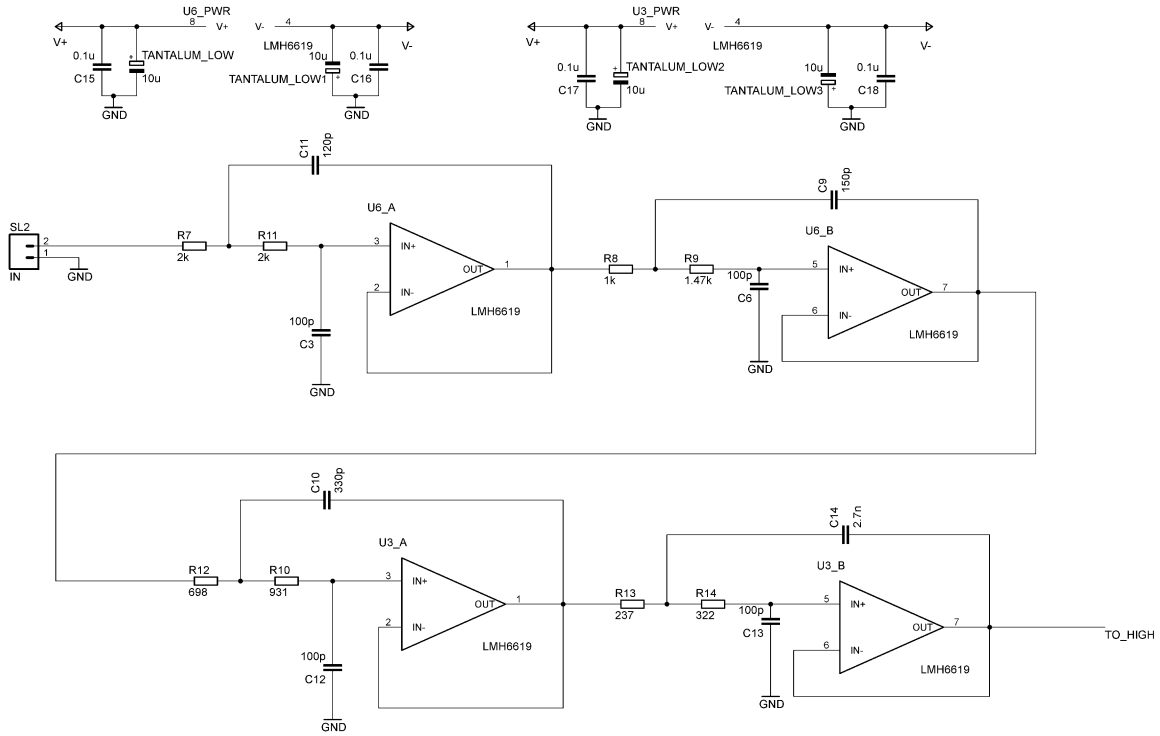 U6_PWR
8
V+
V-
4
V+
V-
0.1u
C15
TANTALUM_LOW
10u
LMH6619
10u
TANTALUM_LOW1
0.1u
C16
GND
GND
U3_PWR
8
V+
V-
4
V+
V-
0.1u
C17
TANTALUM_LOW2
10u
LMH6619
10u
TANTALUM_LOW3
0.1u
C18
GND
GND
C11
120p
C9
150p
SL2
2
1
IN
GND
R7
2k
R11
2k
U6_A
3
IN+
2
IN-
OUT
1
LMH6619
100p
C3
GND
R8
1k
R9
1.47k
100p
C6
GND
U6_B
5
IN+
6
IN-
OUT
7
LMH6619
C10
330p
C14
2.7n
R12
698
R10
931
U3_A
3
IN+
2
IN-
OUT
1
LMH6619
100p
C12
GND
R13
237
R14
322
100p
C13
GND
U3_B
5
IN+
6
IN-
OUT
7
LMH6619
TO_HIGH